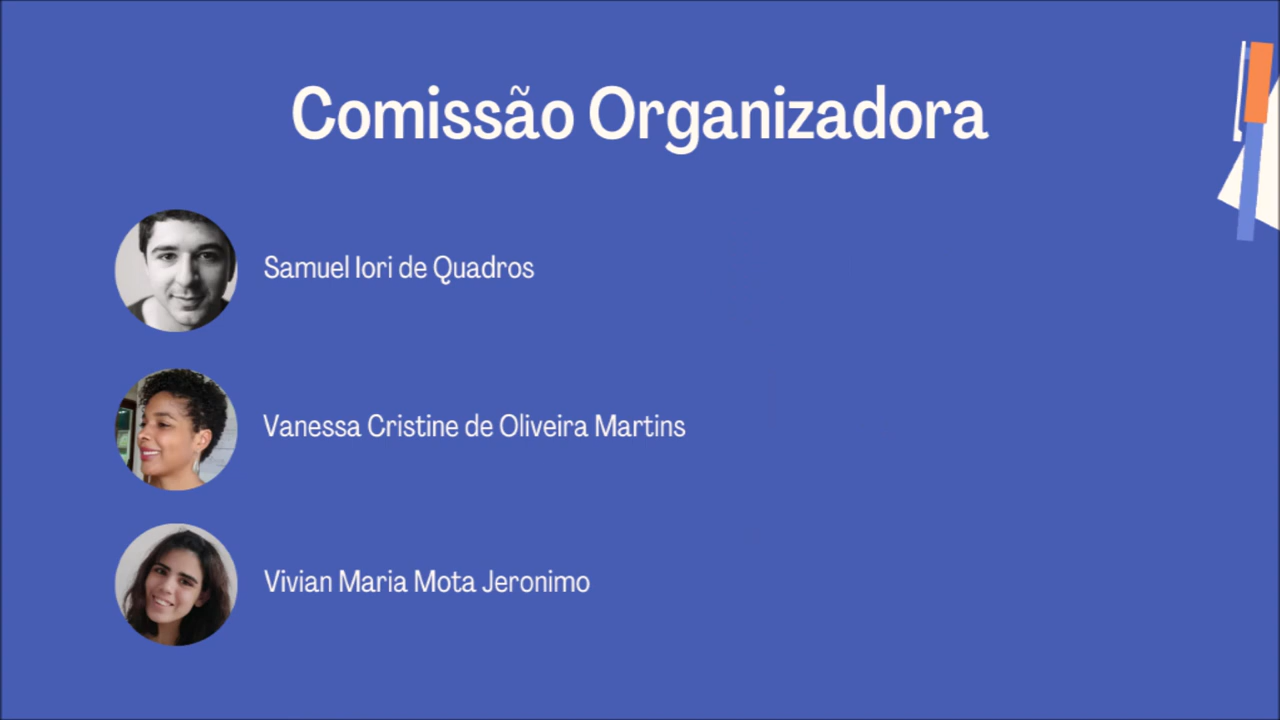 Comissão Organizadora
Samuel Iori de Quadros
Vanessa Cristine de Oliveira Martins
Vivian Maria Mota Jeronimo